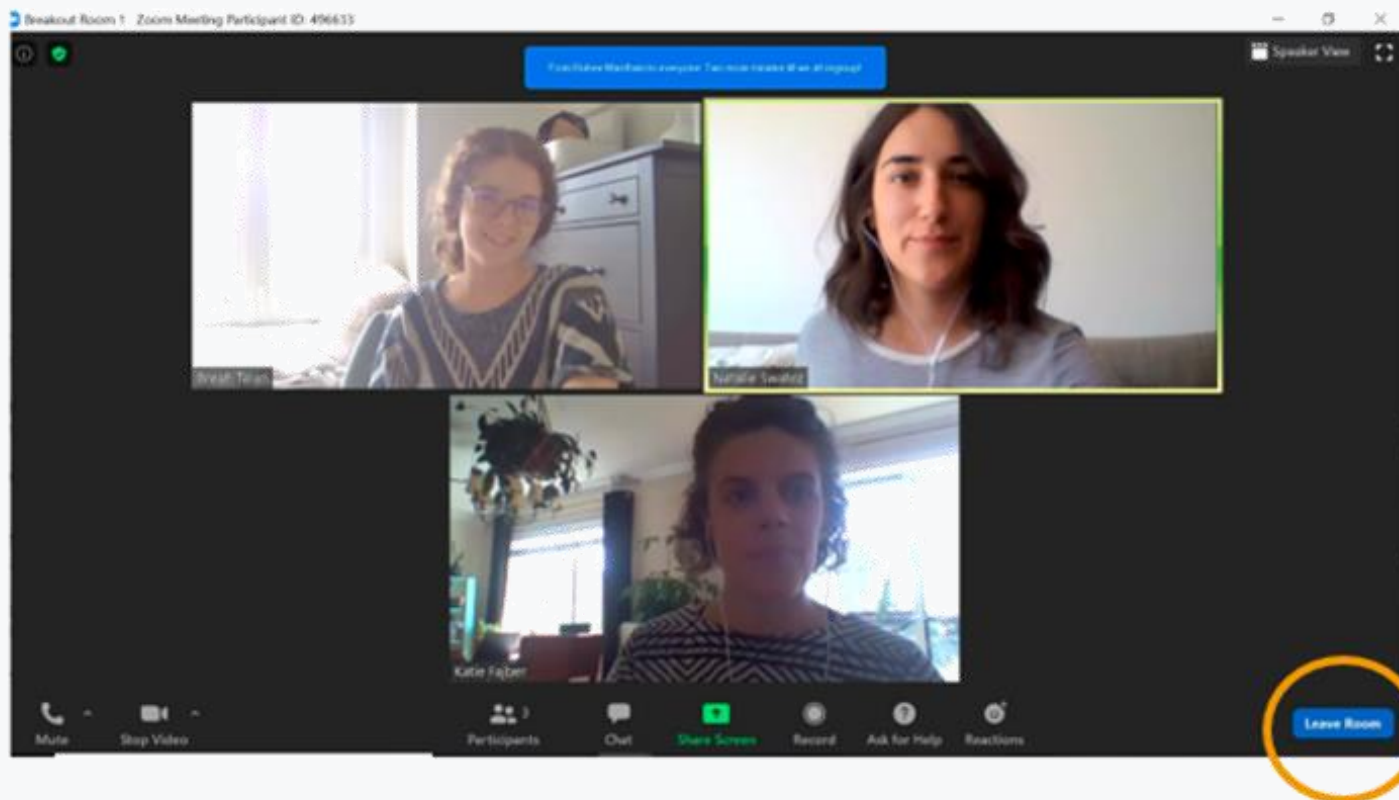 Breakout Room 1 Zoom Meeting Participant ID: 496633
Speaker View
Natalie
Katie Fajber
Mute
Stop Video
Participants 3
Chat
Share Screen
Record
Ask for Help
Reactions
Leave Room